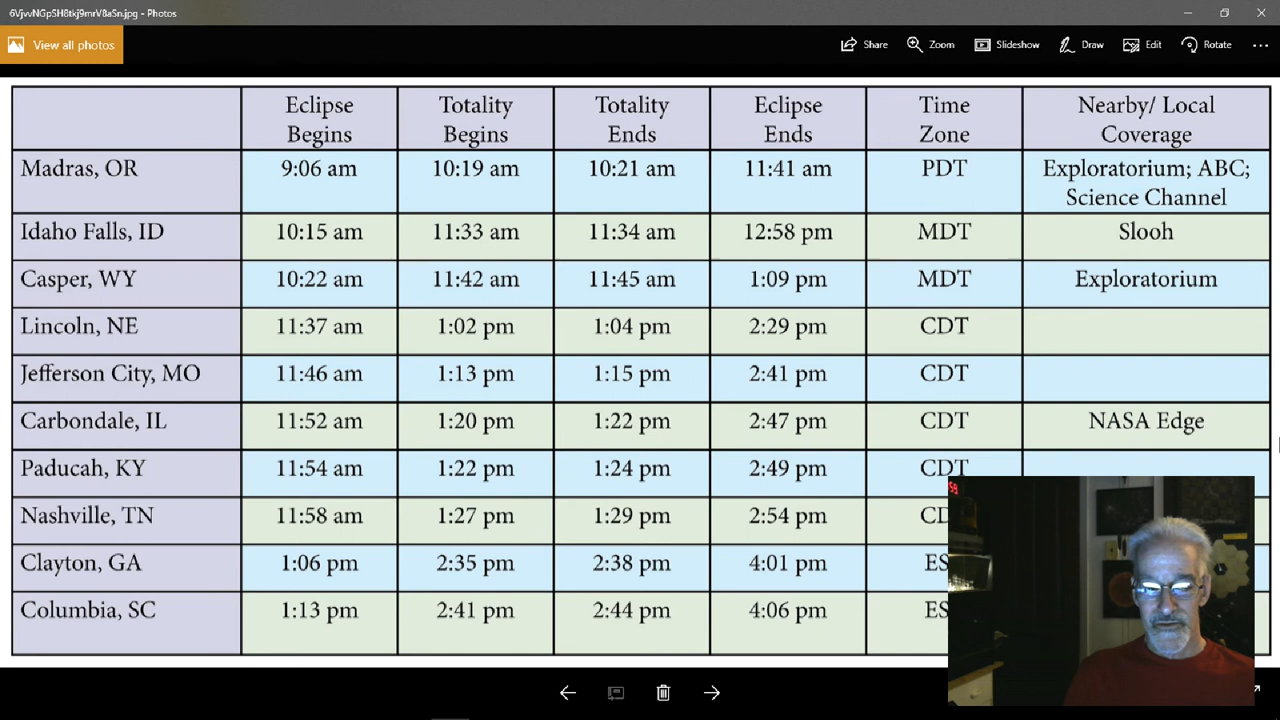 6VjvvNGpSH8tkj9mrV8aSn.jpg - Photos
View all photos
Share
Zoom
Slideshow
Draw
Edit
Rotate
Eclipse Begins
Totality Begins
Totality Ends
Eclipse Ends
Time Zone
Nearby/ Local Coverage
Madras, OR 9:06 am 10:19 am 10:21 am 11:41 am PDT Exploratorium; ABC;
Science Channel
Idaho Falls, ID 10:15 am 11:33 am 11:34 am 12:58 pm MDT Slooh
Casper, WY 10:22 am 11:42 am 11:45 am 1:09 pm MDT Exploratorium
Lincoln, NE 11:37 am 1:02 pm 1:04 pm 2:29 pm CDT
Jefferson City, MO 11:46 am 1:13 pm 1:15 pm 2:41 pm CDT
Carbondale, IL 11:52 am 1:20 pm 1:22 pm 2:47 pm CDT NASA Edge
Paducah, KY 11:54 am 1:22 pm 1:24 pm 2:49 pm CDT
Nashville, TN 11:58 am 1:27 pm 1:29 pm 2:54 pm
Clayton, GA 1:06 pm 2:35 pm 2:38 pm 4:01 pm
Columbia, SC 1:13 pm 2:41 pm 2:44 pm 4:06 pm